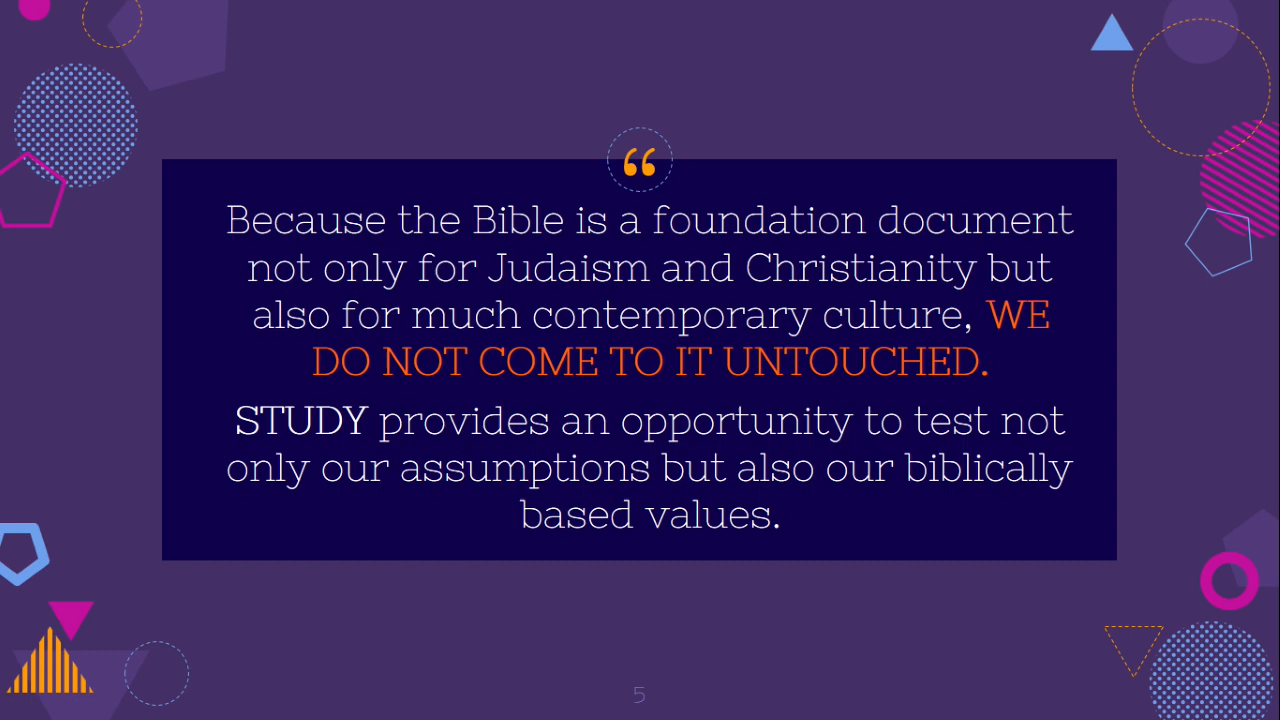 “
Because the Bible is a foundation document
not only for Judaism and Christianity but
also for much contemporary culture, WE
DO NOT COME TO IT UNTOUCHED.
STUDY provides an opportunity to test not
only our assumptions but also our biblically
based values.
5